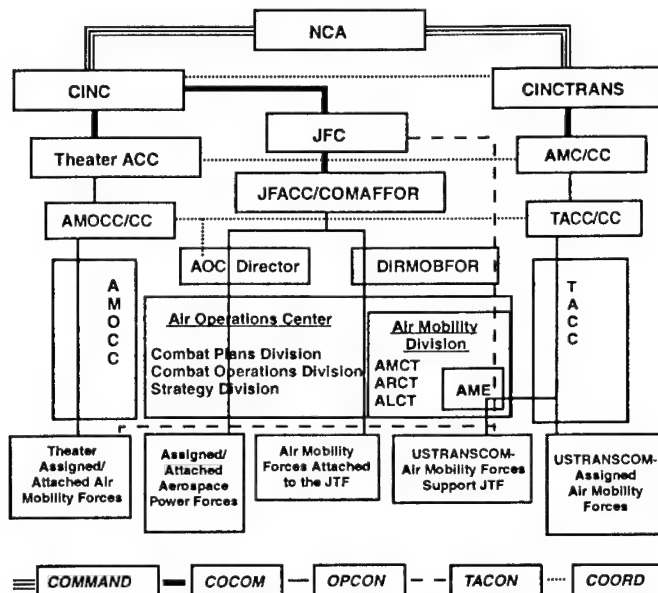 NCA
CINC
CINCTRANS
JFC
Theater ACC
AMC/CC
JFACC/COMAFFOR
AMOCC/CC
TACC/CC
AOC Director
DIRMOBFOR
A
M
O
C
C
T
A
C
C
Air Operations Center
Combat Plans Division
Combat Operations Division
Strategy Division
Air Mobility
Division
AMCT
ARCT
ALCT
AME
Theater
Assigned/
Attached Air
Mobility Forces
Assigned/
Attached
Aerospace
Power Forces
Air Mobility
Forces Attached
to the JTF
USTRANSCOM-
Air Mobility Forces
Support JTF
USTRANSCOM-
Assigned
Air Mobility
Forces
COMMAND
COCOM
OPCON
TACON
COORD